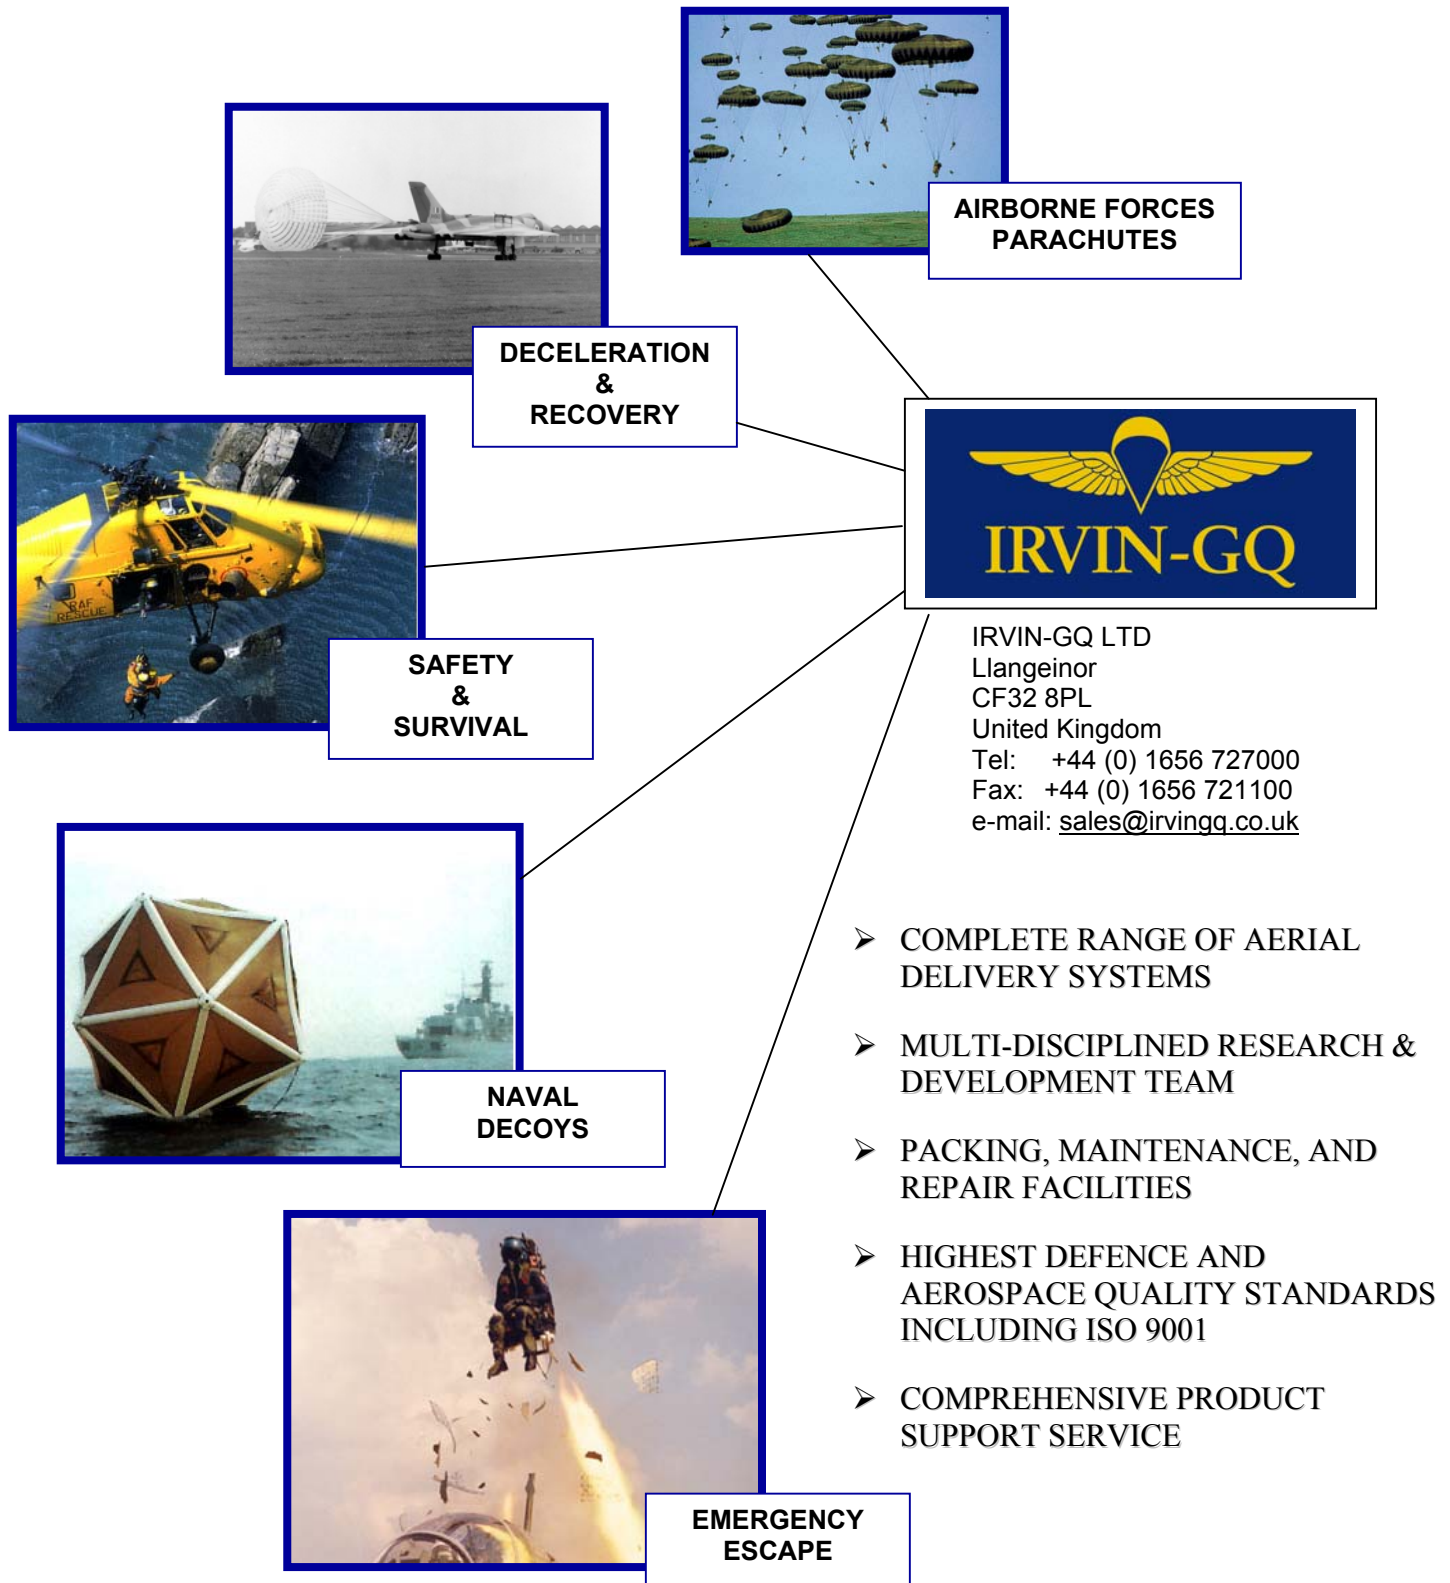 AIRBORNE FORCES
PARACHUTES
DECELERATION
&
RECOVERY
IRVIN-GQ
RAF
RESCUE
SAFETY
&
SURVIVAL
IRVIN-GQ LTD
Llangeinor
CF32 8PL
United Kingdom
Tel: +44 (0) 1656 727000
Fax: +44 (0) 1656 721100
e-mail: sales@irvingq.co.uk
NAVAL
DECOYS
➢ COMPLETE RANGE OF AERIAL
DELIVERY SYSTEMS
➢ MULTI-DISCIPLINED RESEARCH &
DEVELOPMENT TEAM
➢ PACKING, MAINTENANCE, AND
REPAIR FACILITIES
➢ HIGHEST DEFENCE AND
AEROSPACE QUALITY STANDARDS
INCLUDING ISO 9001
➢ COMPREHENSIVE PRODUCT
SUPPORT SERVICE
EMERGENCY
ESCAPE